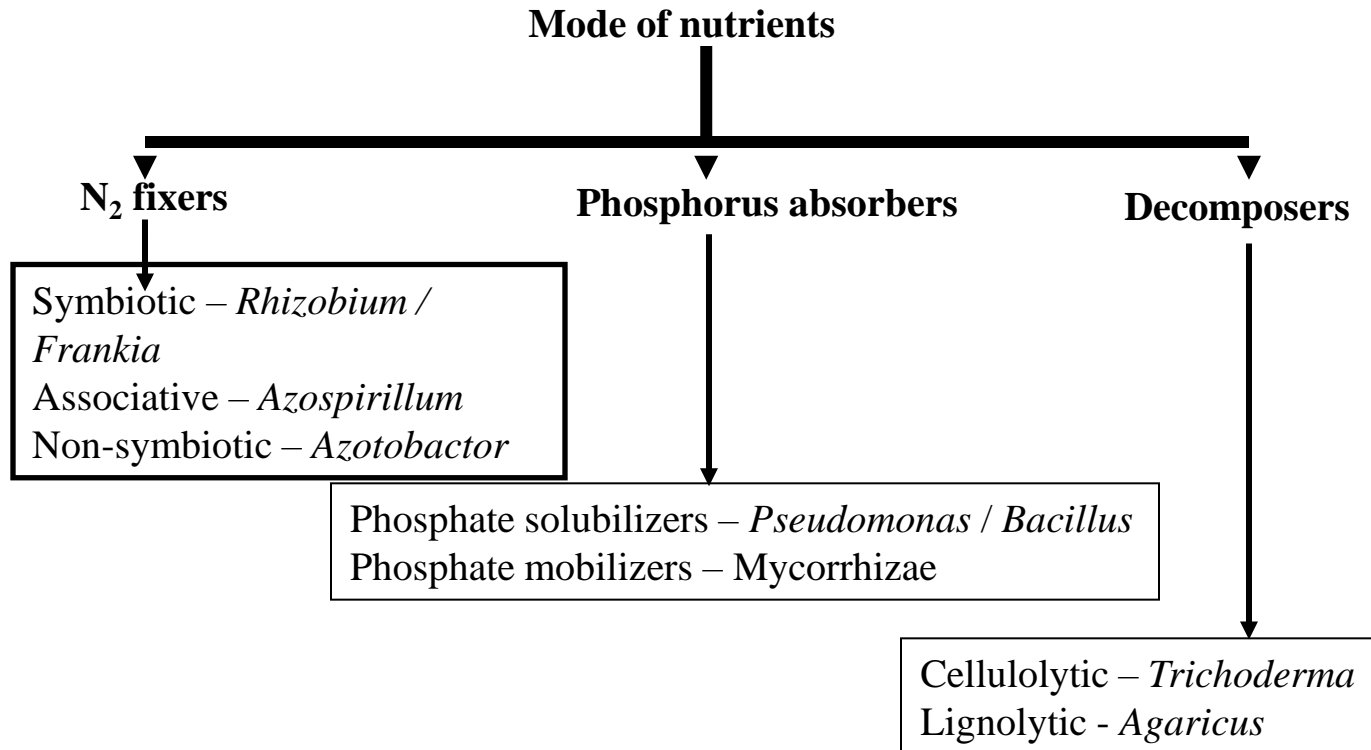 Mode of nutrients
N₂ fixers
Phosphorus absorbers
Decomposers
Symbiotic – Rhizobium /
Frankia
Associative – Azospirillum
Non-symbiotic – Azotobactor
Phosphate solubilizers – Pseudomonas / Bacillus
Phosphate mobilizers – Mycorrhizae
Cellulolytic – Trichoderma
Lignolytic - Agaricus